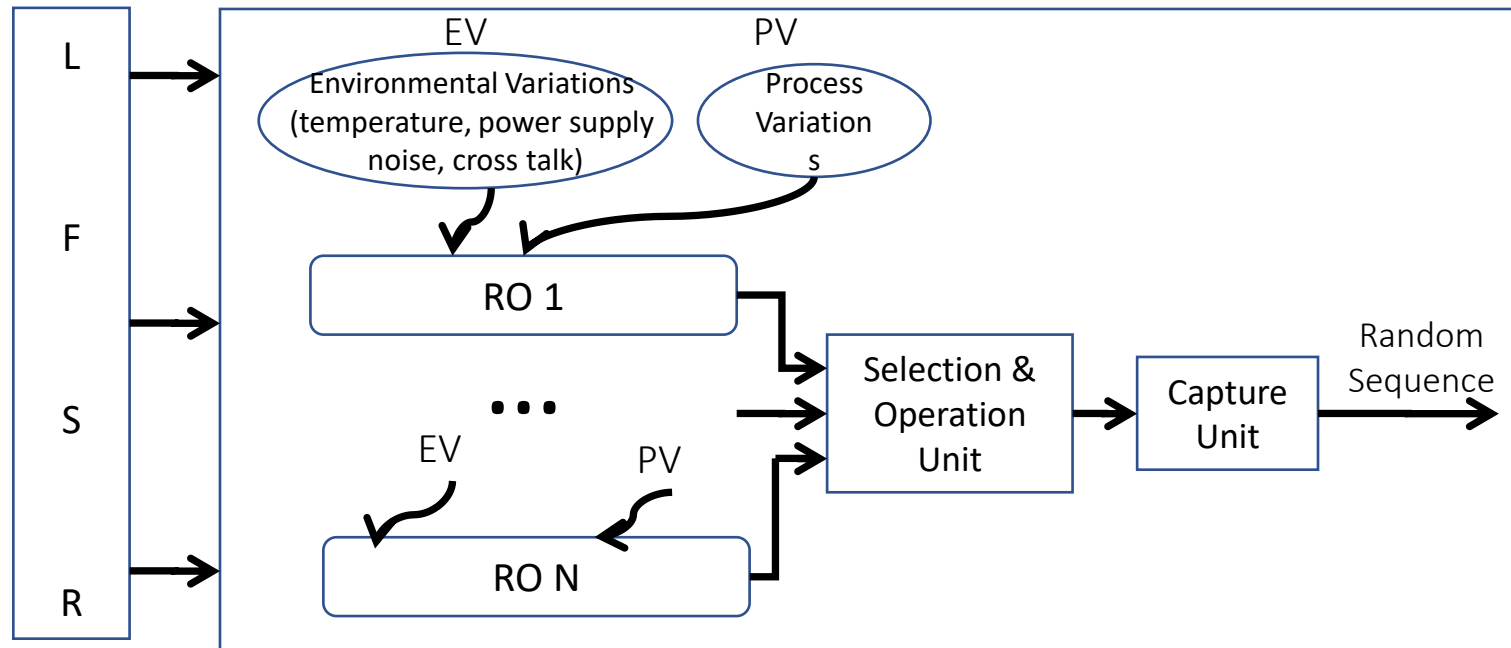 L
F
S
R
EV
PV
Environmental Variations
(temperature, power supply
noise, cross talk)
Process
Variation
s
RO 1
...
EV
PV
RO N
Selection &
Operation
Unit
Capture
Unit
Random
Sequence